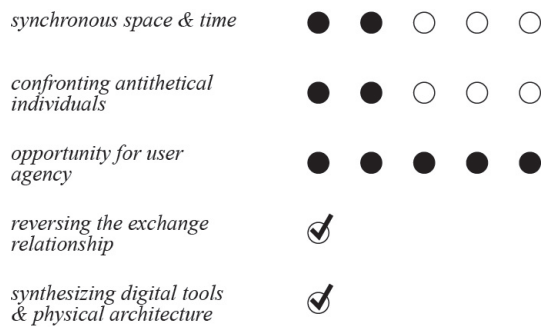 synchronous space & time
confronting antithetical
individuals
opportunity for user
agency
reversing the exchange
relationship
synthesizing digital tools
& physical architecture